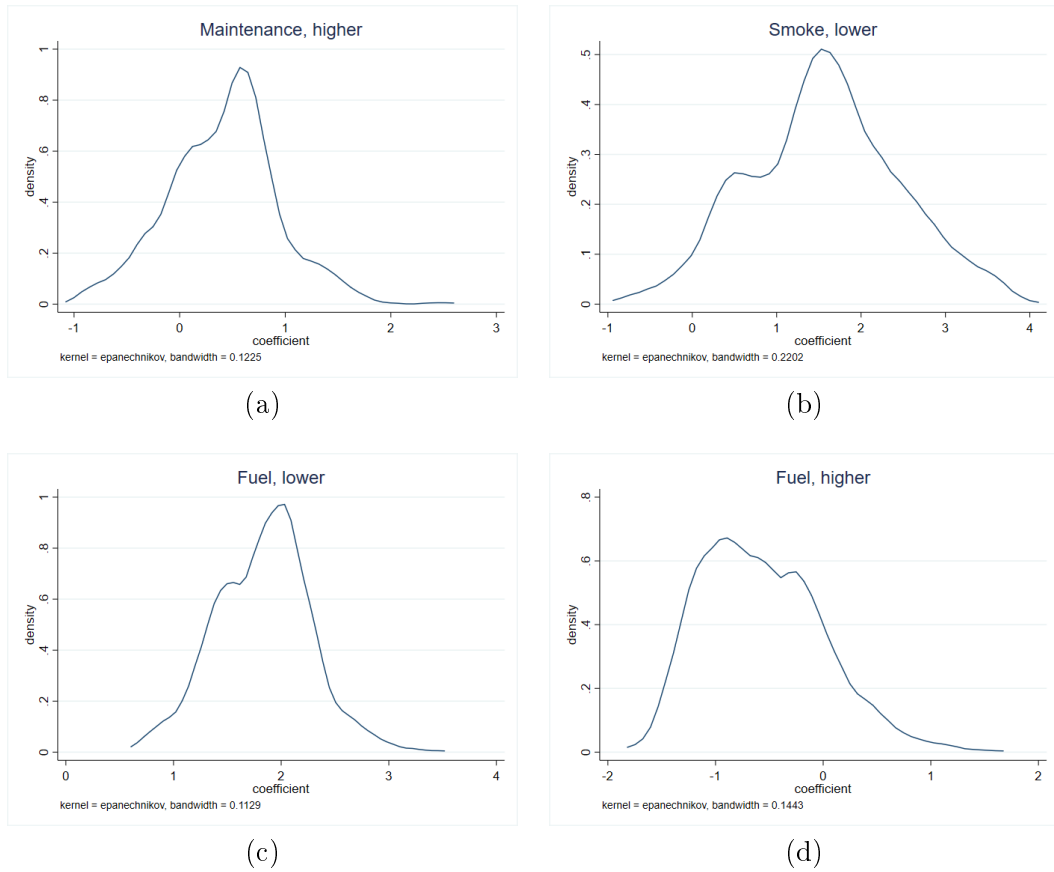 Maintenance, higher
density
0 .2 .4 .6 .8 1
-1 0 1 2 3
coefficient
kernel = epanechnikov, bandwidth = 0.1225
(a)
Smoke, lower
density
0 .1 .2 .3 .4 .5
-1 0 1 2 3 4
coefficient
kernel = epanechnikov, bandwidth = 0.2202
(b)
Fuel, lower
density
0 .2 .4 .6 .8 1
0 1 2 3 4
coefficient
kernel = epanechnikov, bandwidth = 0.1129
(c)
Fuel, higher
density
0 .2 .4 .6 .8
-2 -1 0 1 2
coefficient
kernel = epanechnikov, bandwidth = 0.1443
(d)